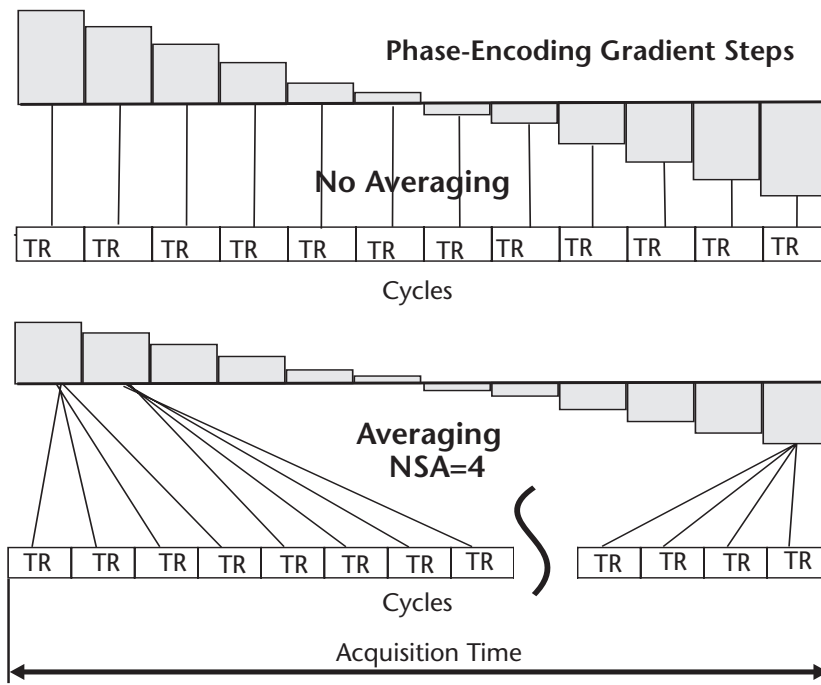 Phase-Encoding Gradient Steps
No Averaging
TR TR TR TR TR TR TR TR TR TR TR TR
Cycles
Averaging
NSA=4
TR TR TR TR TR TR TR TR TR TR TR TR
Cycles
Acquisition Time